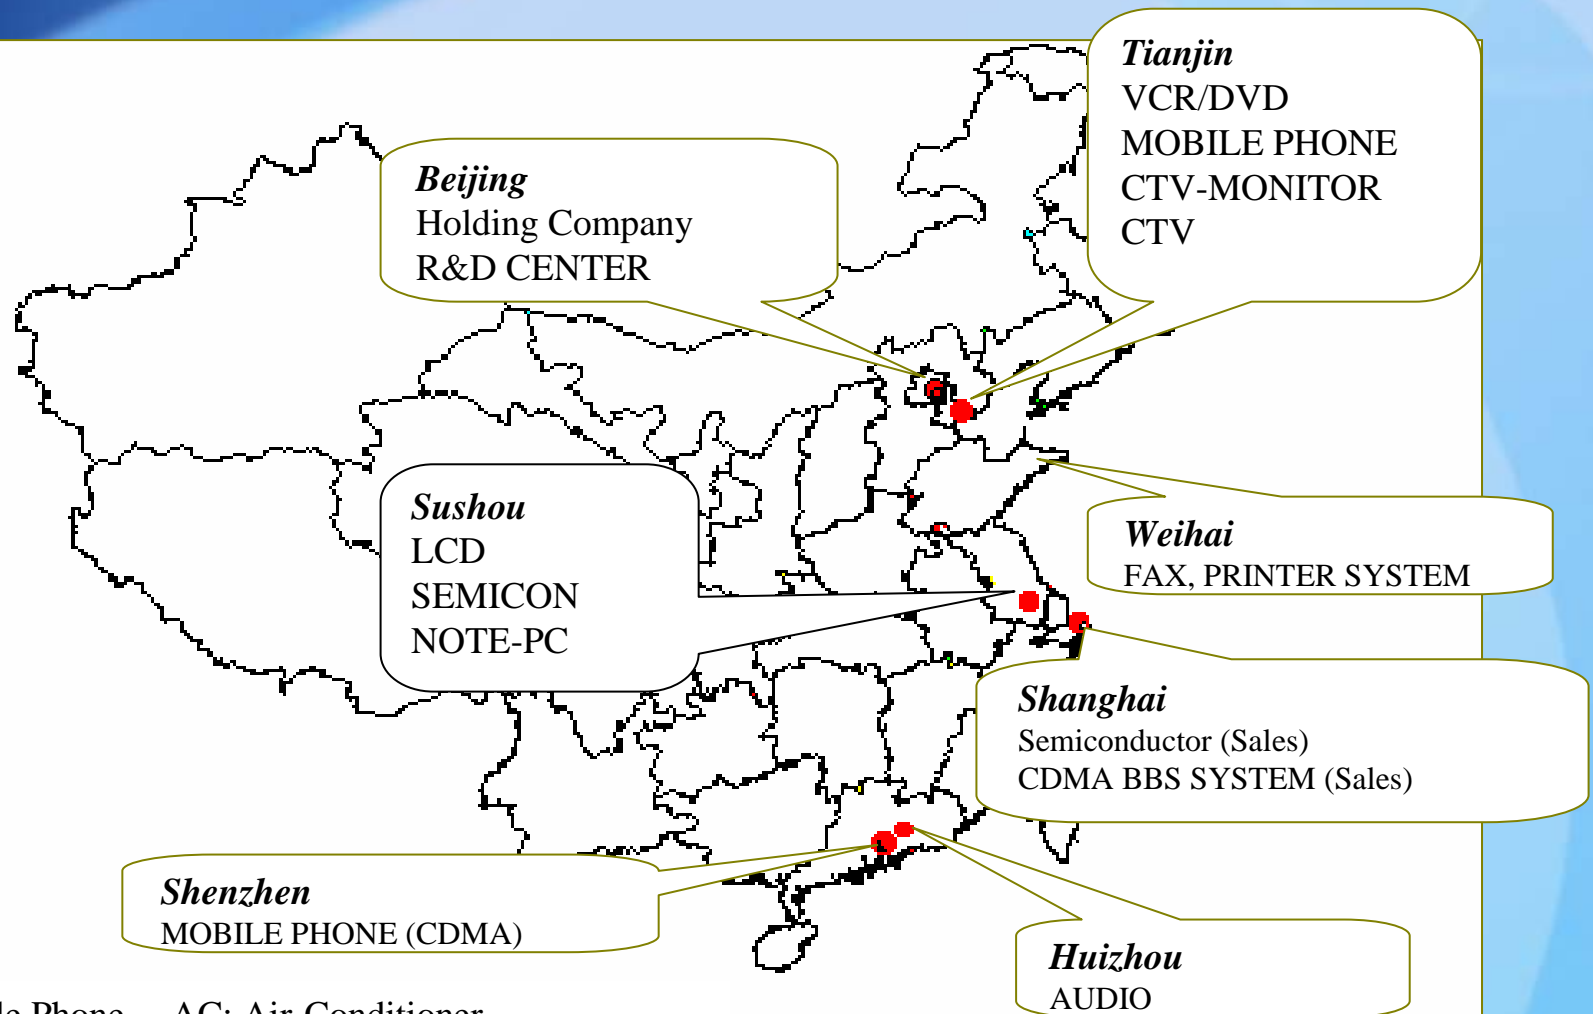 Tianjin
VCR/DVD
MOBILE PHONE
CTV-MONITOR
CTV
Beijing
Holding Company
R&D CENTER
Sushou
LCD
SEMICON
NOTE-PC
Weihai
FAX, PRINTER SYSTEM
Shanghai
Semiconductor (Sales)
CDMA BBS SYSTEM (Sales)
Shenzhen
MOBILE PHONE (CDMA)
Huizhou
AUDIO
Phone AC: Air Conditioner